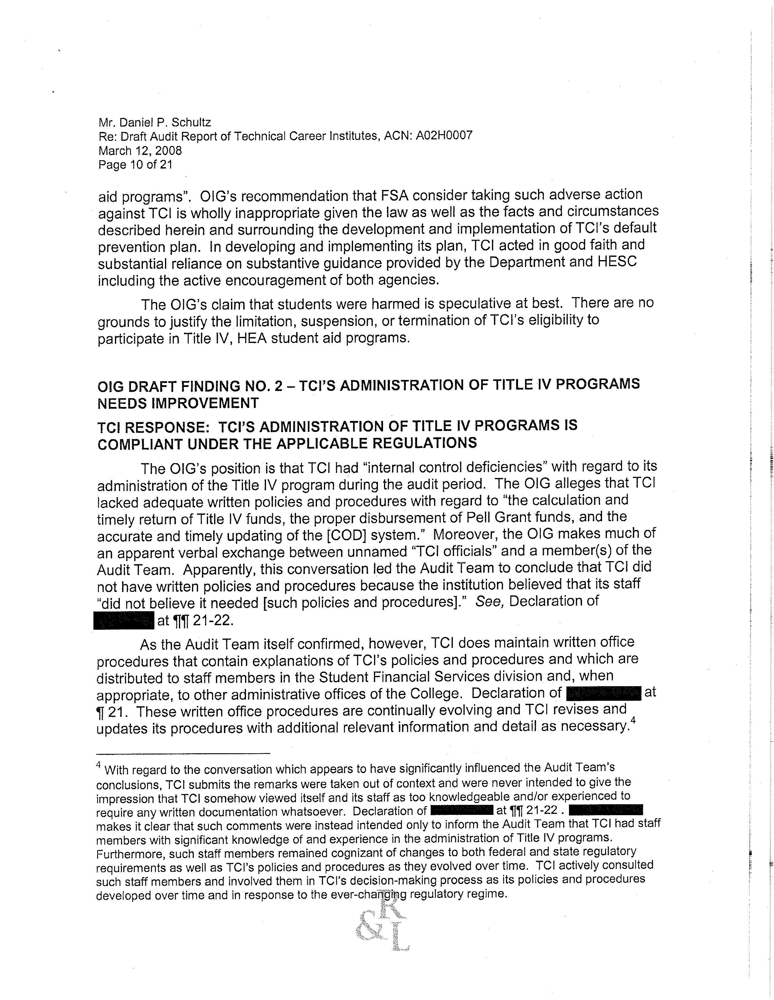 Mr. Daniel P. Schultz
Re: Draft Audit Report of Technical Career Institutes, ACN: A02H0007
March 12, 2008
Page 10 of 21
aid programs”.  OIG's recommendation that FSA consider taking such adverse action
against TCI is wholly inappropriate given the law as well as the facts and circumstances
described herein and surrounding the development and implementation of TCI's default
prevention plan.  In developing and implementing its plan, TCI acted in good faith and
substantial reliance on substantive guidance provided by the Department and HESC
including the active encouragement of both agencies.
The OIG's claim that students were harmed is speculative at best.  There are no
grounds to justify the limitation, suspension, or termination of TCI's eligibility to
participate in Title IV, HEA student aid programs.
OIG DRAFT FINDING NO. 2 – TCI'S ADMINISTRATION OF TITLE IV PROGRAMS
NEEDS IMPROVEMENT
TCI RESPONSE:  TCI'S ADMINISTRATION OF TITLE IV PROGRAMS IS
COMPLIANT UNDER THE APPLICABLE REGULATIONS
The OIG's position is that TCI had “internal control deficiencies” with regard to its
administration of the Title IV program during the audit period.  The OIG alleges that TCI
lacked adequate written policies and procedures with regard to “the calculation and
timely return of Title IV funds, the proper disbursement of Pell Grant funds, and the
accurate and timely updating of the [COD] system.”  Moreover, the OIG makes much of
an apparent verbal exchange between unnamed “TCI officials” and a member(s) of the
Audit Team.  Apparently, this conversation led the Audit Team to conclude that TCI did
not have written policies and procedures because the institution believed that its staff
“did not believe it needed [such policies and procedures].”  See, Declaration of
at ¶¶ 21-22.
As the Audit Team itself confirmed, however, TCI does maintain written office
procedures that contain explanations of TCI's policies and procedures and which are
distributed to staff members in the Student Financial Services division and, when
appropriate, to other administrative offices of the College.  Declaration of at
¶ 21.  These written office procedures are continually evolving and TCI revises and
updates its procedures with additional relevant information and detail as necessary.4
4 With regard to the conversation which appears to have significantly influenced the Audit Team's
conclusions, TCI submits the remarks were taken out of context and were never intended to give the
impression that TCI somehow viewed itself and its staff as too knowledgeable and/or experienced to
require any written documentation whatsoever.  Declaration of at ¶¶ 21-22 .
makes it clear that such comments were instead intended only to inform the Audit Team that TCI had staff
members with significant knowledge of and experience in the administration of Title IV programs.
Furthermore, such staff members remained cognizant of changes to both federal and state regulatory
requirements as well as TCI's policies and procedures as they evolved over time.  TCI actively consulted
such staff members and involved them in TCI's decision-making process as its policies and procedures
developed over time and in response to the ever-changing regulatory regime.
R
&
L